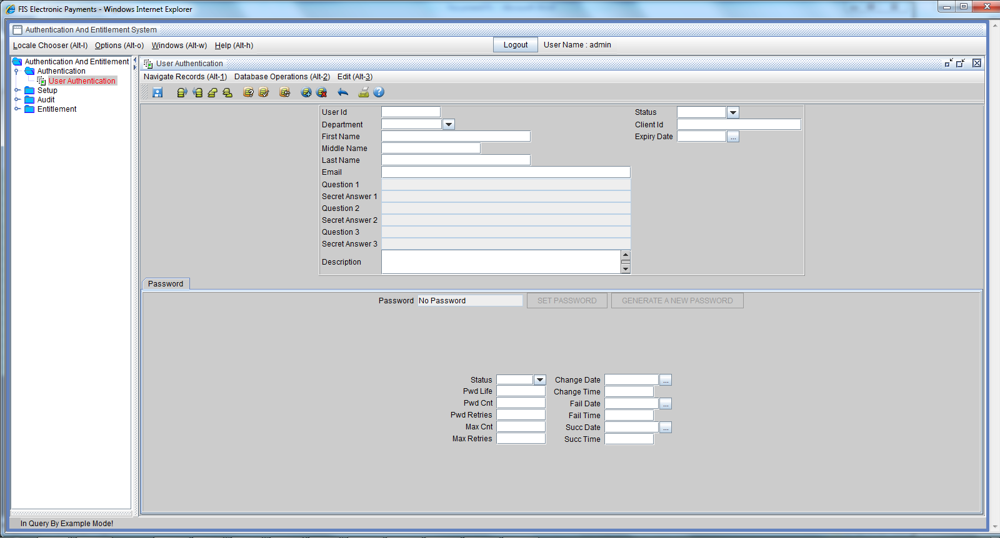 FIS Electronic Payments - Windows Internet Explorer
Authentication And Entitlement System
Locale Chooser (Alt-l) Options (Alt-o) Windows (Alt-w) Help (Alt-h) Logout User Name : admin
Authentication And Entitlement
Authentication
User Authentication
Setup
Audit
Entitlement
User Authentication
Navigate Records (Alt-1) Database Operations (Alt-2) Edit (Alt-3)
User Id
Status
Department
Client Id
First Name
Expiry Date ...
Middle Name
Last Name
Email
Question 1
Secret Answer 1
Question 2
Secret Answer 2
Question 3
Secret Answer 3
Description
Password
Password No Password SET PASSWORD GENERATE A NEW PASSWORD
Status Change Date ...
Pwd Life Change Time
Pwd Cnt Fail Date ...
Pwd Retries Fail Time
Max Cnt Succ Date ...
Max Retries Succ Time
In Query By Example Mode!